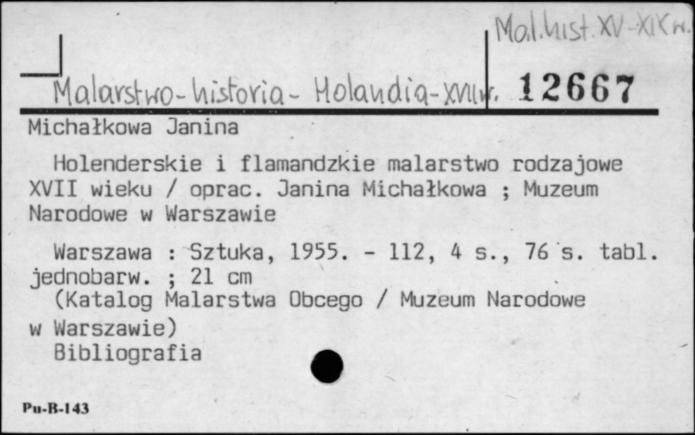 Mal.hist. XV-XIX w.
Malarstwo-historia- Holandia-XVII w. 12667
Michałkowa Janina
Holenderskie i flamandzkie malarstwo rodzajowe
XVII wieku / oprac. Janina Michałkowa ; Muzeum
Narodowe w Warszawie
Warszawa : Sztuka, 1955. - 112, 4 s., 76 s. tabl.
jednobarw. ; 21 cm
(Katalog Malarstwa Obcego / Muzeum Narodowe
w Warszawie)
Bibliografia
Pu-B-143